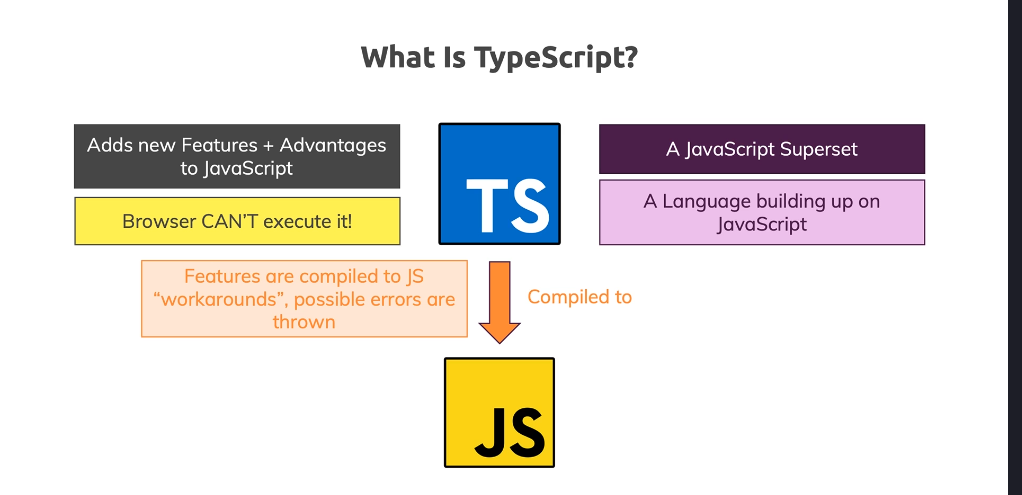 What Is TypeScript?
Adds new Features + Advantages
to JavaScript
Browser CAN’T execute it!
TS
A JavaScript Superset
A Language building up on
JavaScript
Features are compiled to JS
“workarounds”, possible errors are
thrown
Compiled to
JS